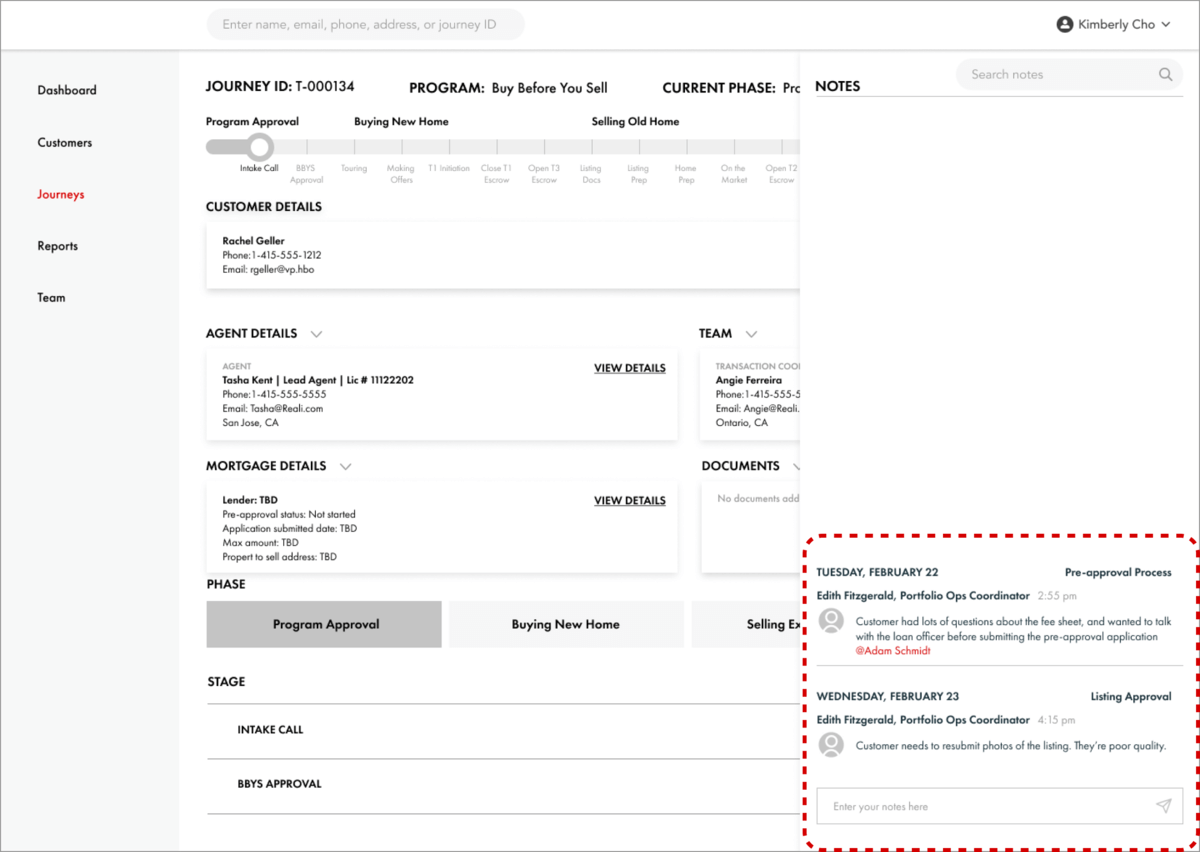 Enter name, email, phone, address, or journey ID
Kimberly Cho
Dashboard
Customers
Journeys
Reports
Team
JOURNEY ID: T-000134
PROGRAM: Buy Before You Sell
CURRENT PHASE: Pro
Program Approval
Buying New Home
Selling Old Home
Intake Call
BBYS
Approval
Touring
Making
Offers
T1 Initiation
Close T1
Escrow
Open T3
Escrow
Listing
Docs
Listing
Prep
Home
Prep
On the
Market
Open T2
Escrow
CUSTOMER DETAILS
Rachel Geller
Phone:1-415-555-1212
Email: rgeller@vp.hbo
AGENT DETAILS
AGENT
VIEW DETAILS
Tasha Kent | Lead Agent | Lic # 11122202
Phone:1-415-555-5555
Email: Tasha@Reali.com
San Jose, CA
TEAM
TRANSACTION COO
Angie Ferreira
Phone:1-415-555-5
Email: Angie@Reali.
Ontario, CA
MORTGAGE DETAILS
Lender: TBD
VIEW DETAILS
Pre-approval status: Not started
Application submitted date: TBD
Max amount: TBD
Propert to sell address: TBD
DOCUMENTS
No documents add
PHASE
Program Approval
Buying New Home
Selling Ex
STAGE
INTAKE CALL
BBYS APPROVAL
NOTES
Search notes
TUESDAY, FEBRUARY 22
Pre-approval Process
Edith Fitzgerald, Portfolio Ops Coordinator 2:55 pm
Customer had lots of questions about the fee sheet, and wanted to talk
with the loan officer before submitting the pre-approval application
@Adam Schmidt
WEDNESDAY, FEBRUARY 23
Listing Approval
Edith Fitzgerald, Portfolio Ops Coordinator 4:15 pm
Customer needs to resubmit photos of the listing. They’re poor quality.
Enter your notes here